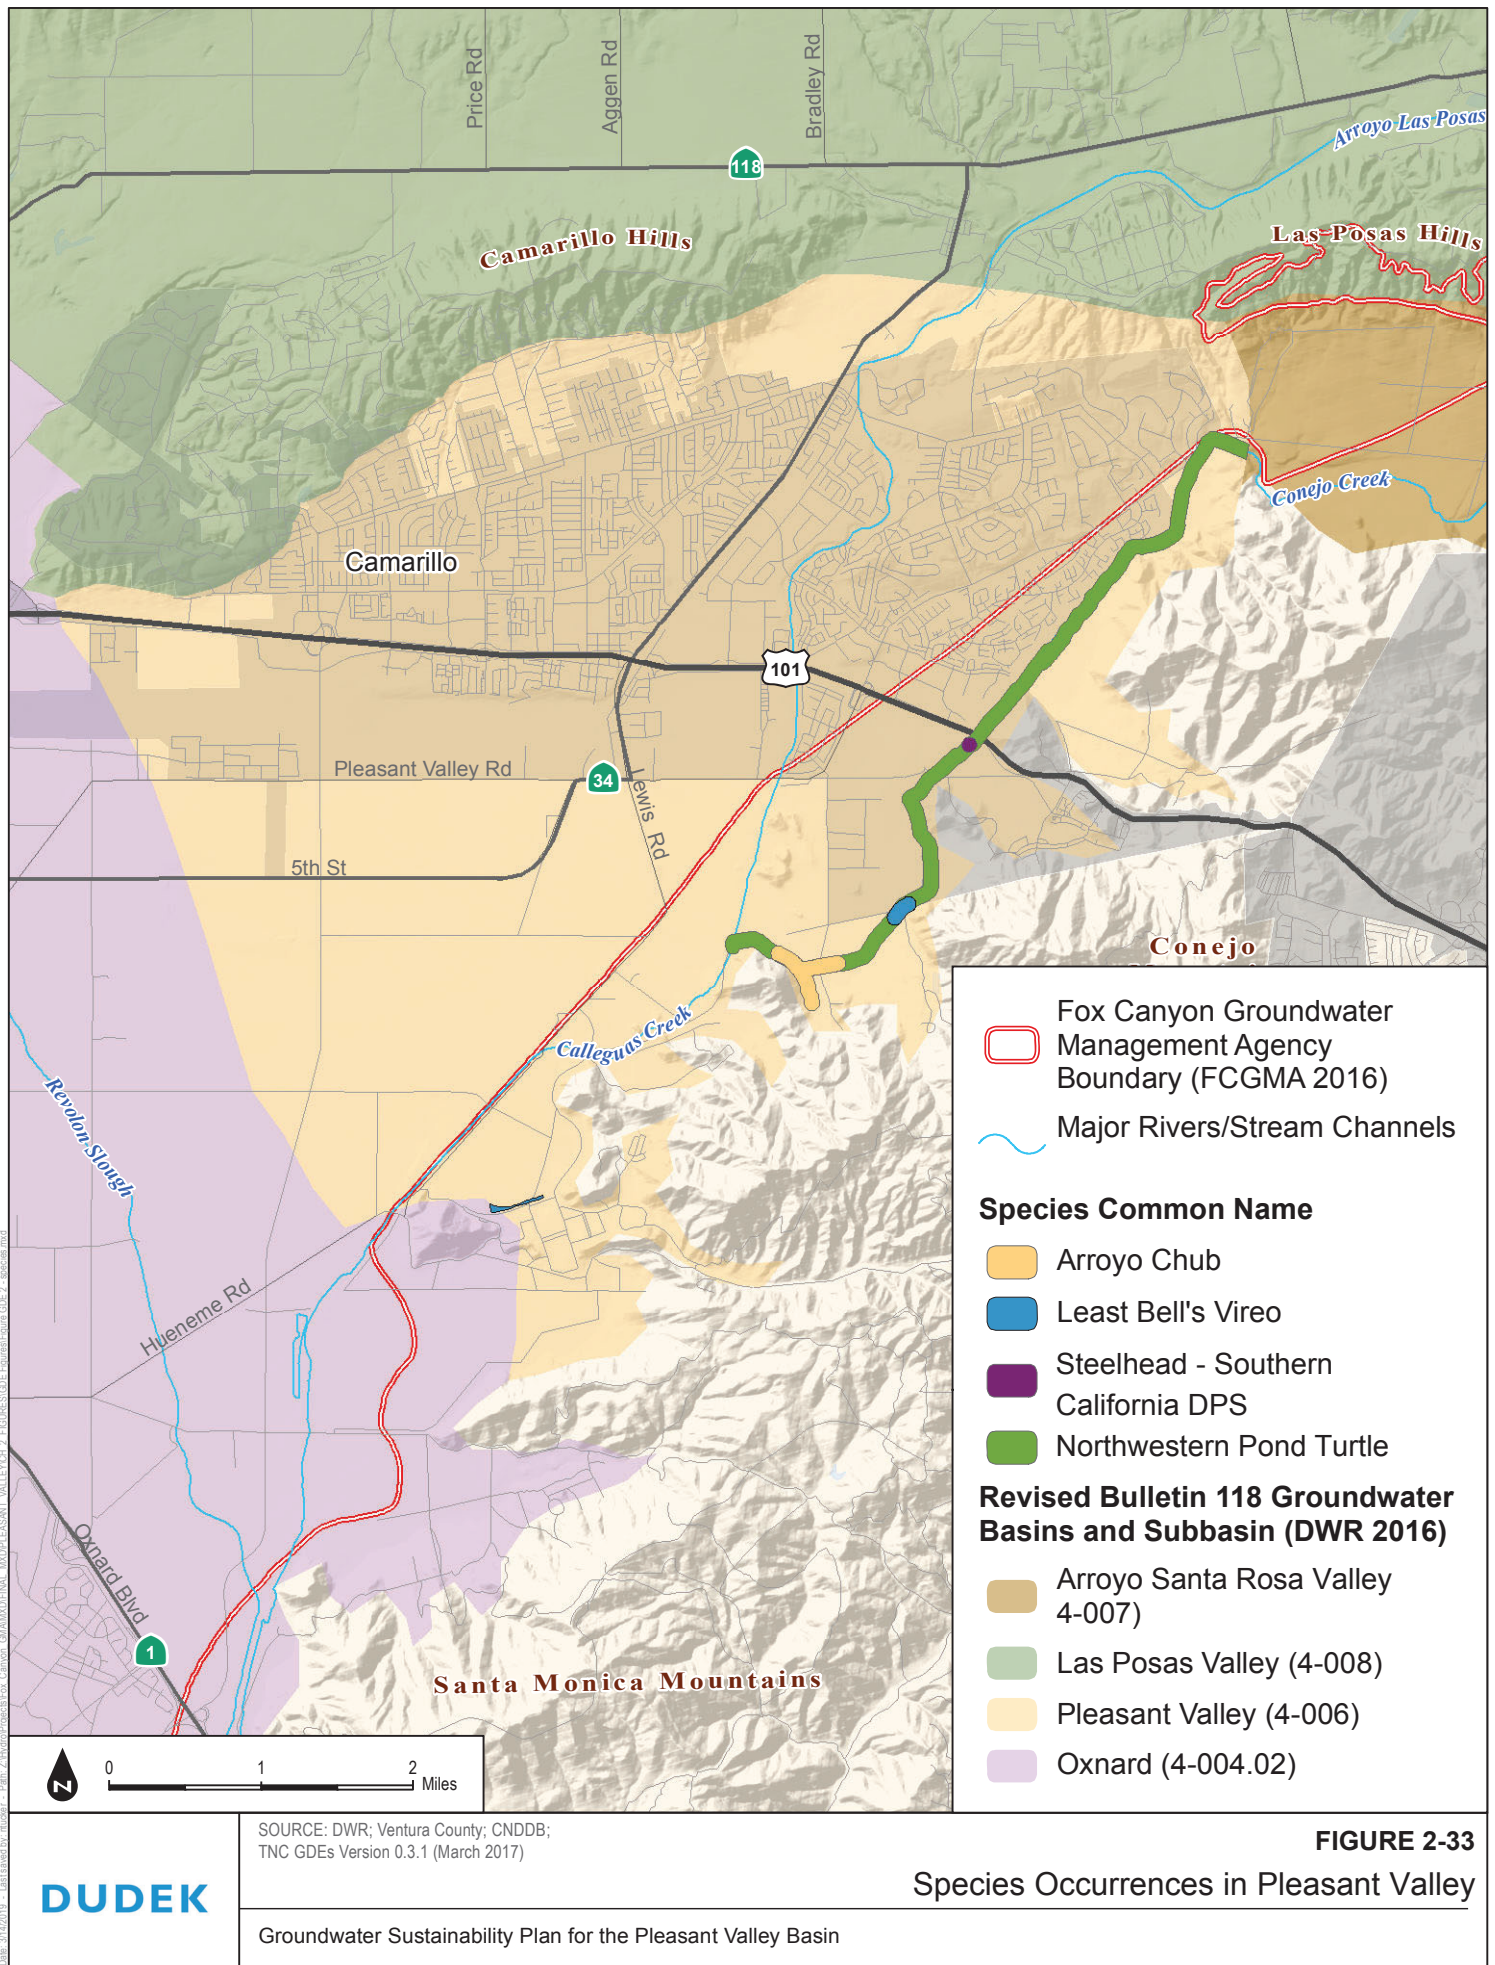 Price Rd
Aggen Rd
Bradley Rd
Arroyo Las Posas
118
Camarillo Hills
Las Posas Hills
Conejo Creek
Camarillo
101
Pleasant Valley Rd
34
Lewis Rd
5th St
Conejo
Calleguas Creek
Revolon Slough
Hueneme Rd
Oxnard Blvd
1
Santa Monica Mountains
Fox Canyon Groundwater
Management Agency
Boundary (FCGMA 2016)
Major Rivers/Stream Channels
Species Common Name
Arroyo Chub
Least Bell's Vireo
Steelhead - Southern
California DPS
Northwestern Pond Turtle
Revised Bulletin 118 Groundwater
Basins and Subbasin (DWR 2016)
Arroyo Santa Rosa Valley
4-007)
Las Posas Valley (4-008)
Pleasant Valley (4-006)
Oxnard (4-004.02)
N
0 1 2
Miles
DUDEK
SOURCE: DWR; Ventura County; CNDDB;
TNC GDEs Version 0.3.1 (March 2017)
FIGURE 2-33
Species Occurrences in Pleasant Valley
Groundwater Sustainability Plan for the Pleasant Valley Basin